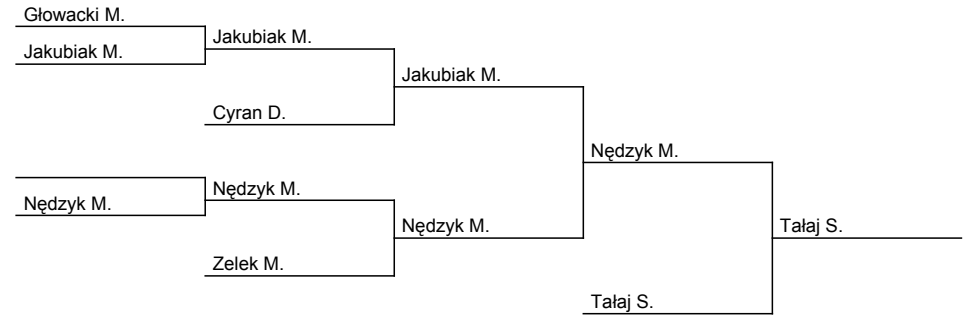 Głowacki M.
Jakubiak M.
Jakubiak M.
Jakubiak M.
Cyran D.
Nędzyk M.
Nędzyk M.
Nędzyk M.
Nędzyk M.
Tałaj S.
Zelek M.
Tałaj S.